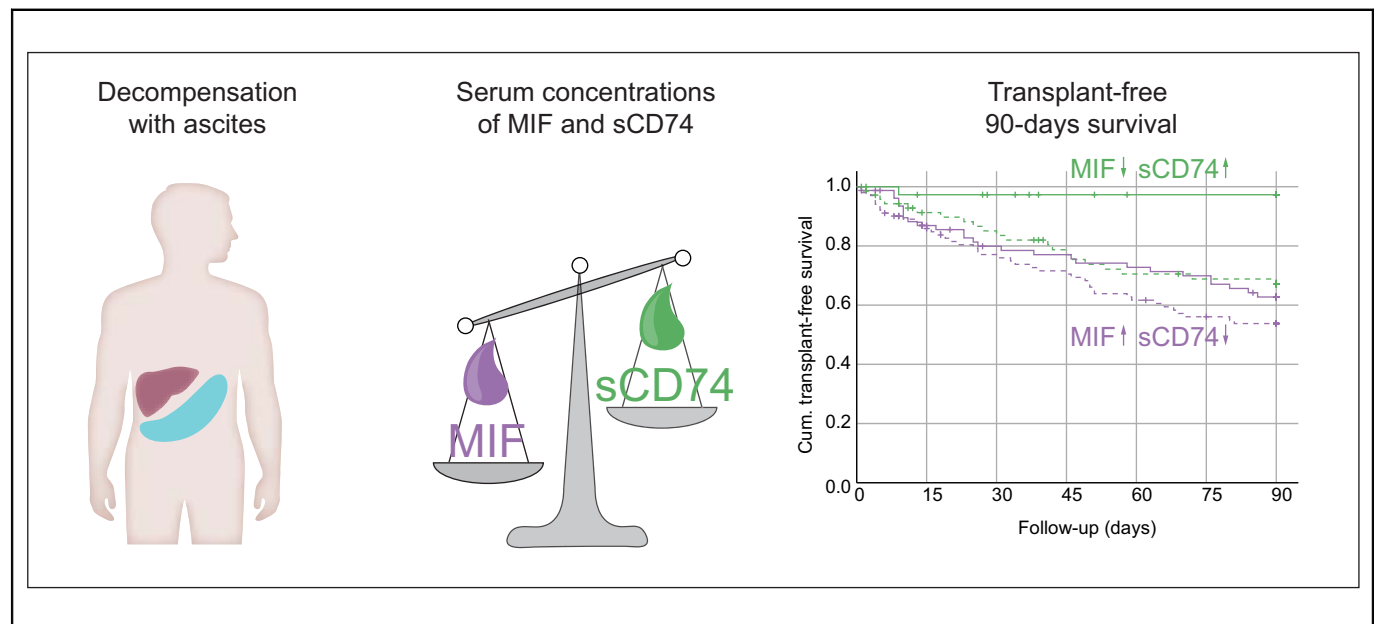 Decompensation
with ascites
Serum concentrations
of MIF and sCD74
Transplant-free
90-days survival
MIF↓ sCD74↑
MIF↑ sCD74↓
Cum. transplant-free survival
1.0
0.8
0.6
0.4
0.2
0.0
0 15 30 45 60 75 90
Follow-up (days)
MIF
sCD74